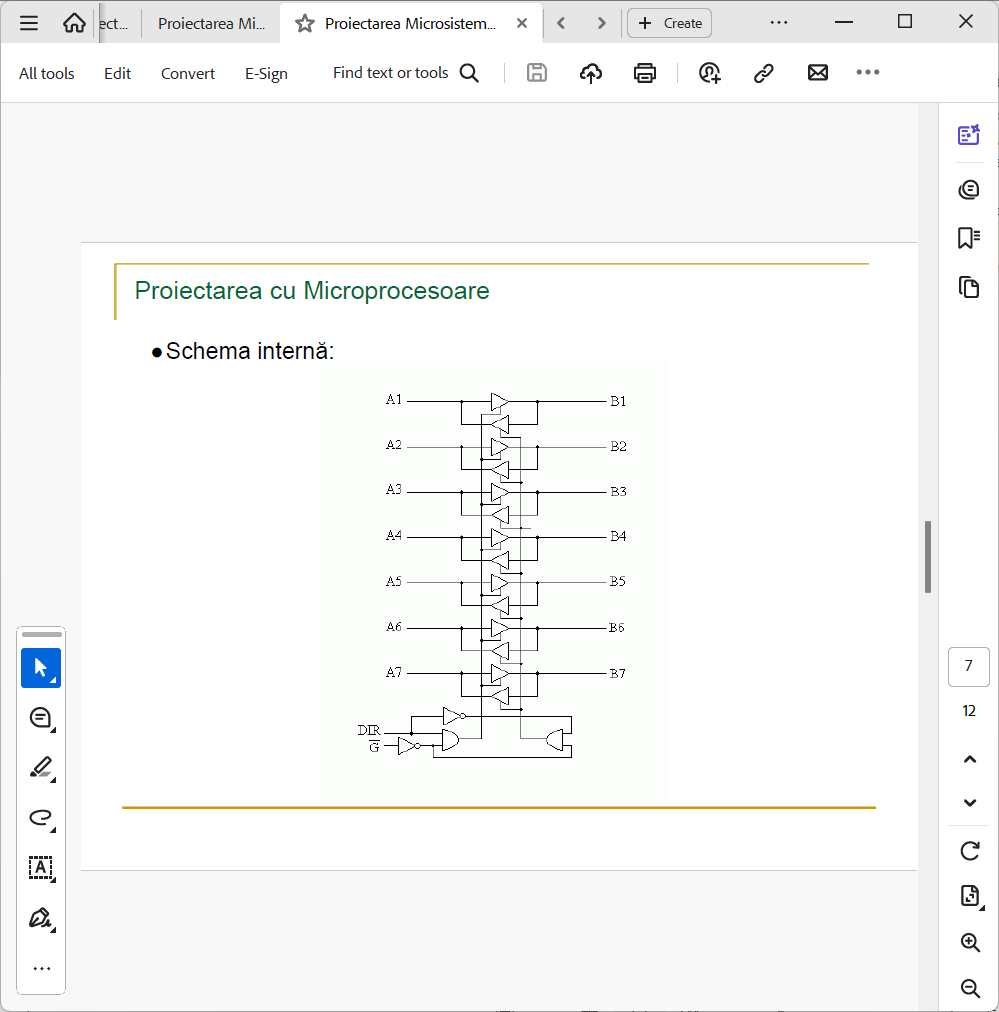 ect...
Proiectarea Mi...
Proiectarea Microsistem...
Create
All tools
Edit
Convert
E-Sign
Find text or tools
Proiectarea cu Microprocesoare
●Schema internă:
A1 B1
A2 B2
A3 B3
A4 B4
A5 B5
A6 B6
A7 B7
DIR
G̅
7
12